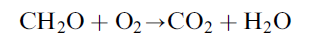 CH₂O + O₂→CO₂ + H₂O